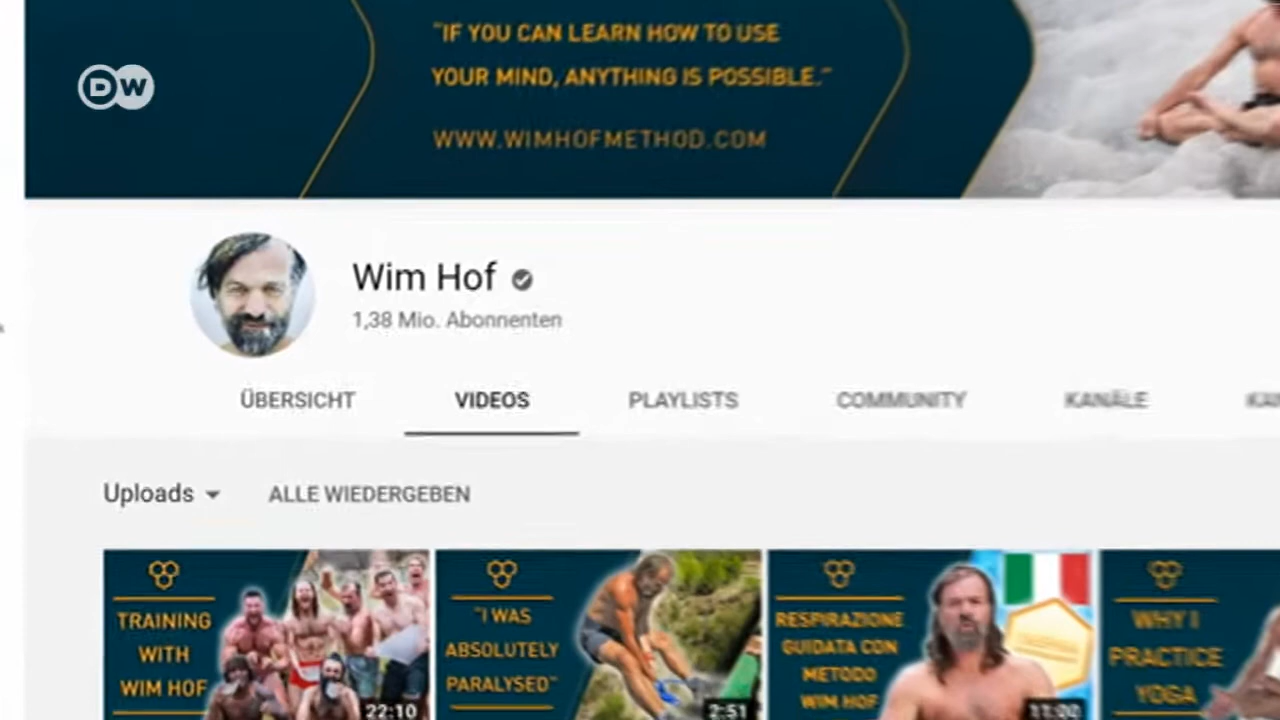 "IF YOU CAN LEARN HOW TO USE
YOUR MIND, ANYTHING IS POSSIBLE."
WWW.WIMHOFMETHOD.COM
DW
Wim Hof
1,38 Mio. Abonnenten
ÜBERSICHT VIDEOS PLAYLISTS COMMUNITY KANÄLE
Uploads ALLE WIEDERGEBEN
TRAINING
WITH
WIM HOF
22:10
"I WAS
ABSOLUTELY
PARALYSED"
2:51
RESPIRAZIONE
GUIDATA CON
METODO
WIM HOF
11:00
WHY I
PRACTICE
YOGA